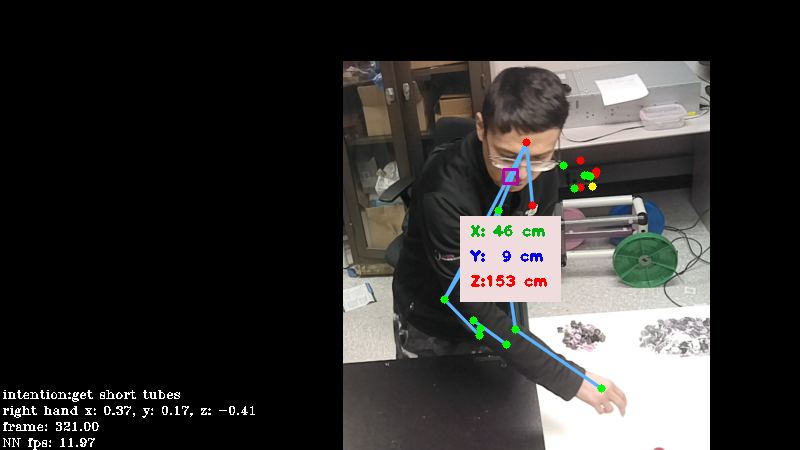 X: 46 cm
Y: 9 cm
Z:153 cm
intention:get short tubes
right hand x: 0.37, y: 0.17, z: -0.41
frame: 321.00
NN fps: 11.97